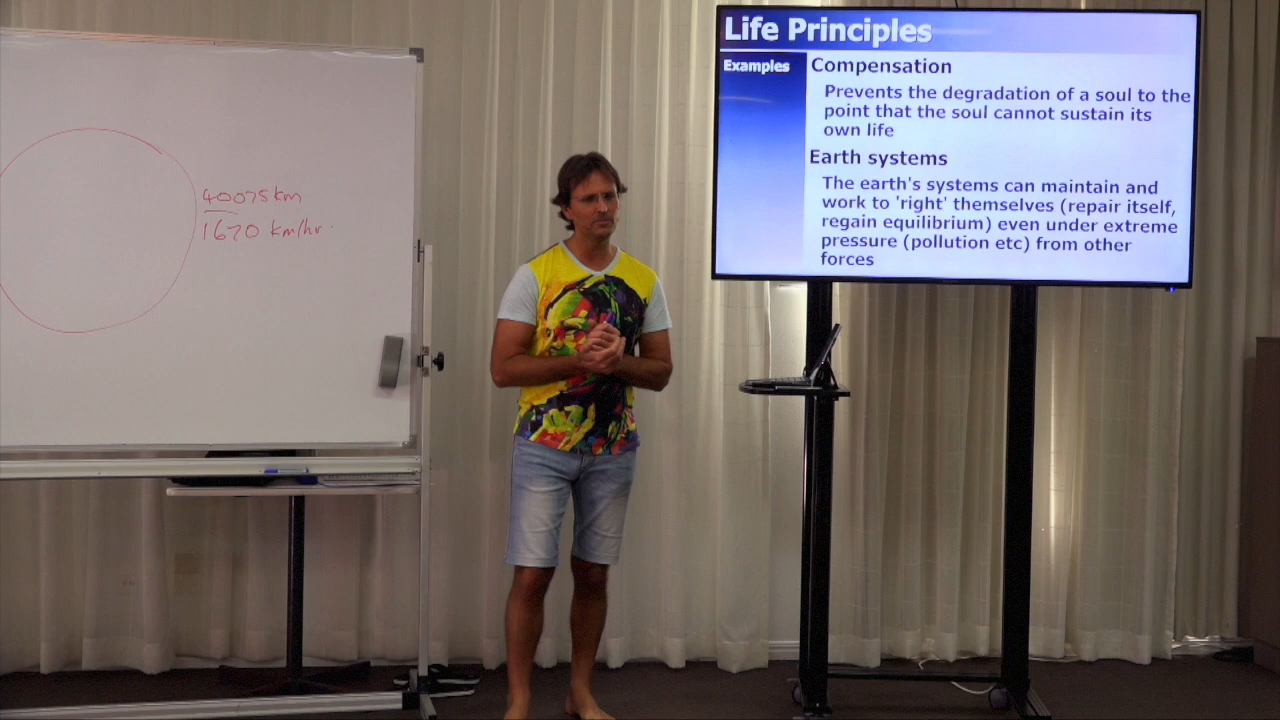 40075km
1670 km/hr.
Life Principles
Examples
Compensation
Prevents the degradation of a soul to the
point that the soul cannot sustain its
own life
Earth systems
The earth's systems can maintain and
work to 'right' themselves (repair itself,
regain equilibrium) even under extreme
pressure (pollution etc) from other
forces